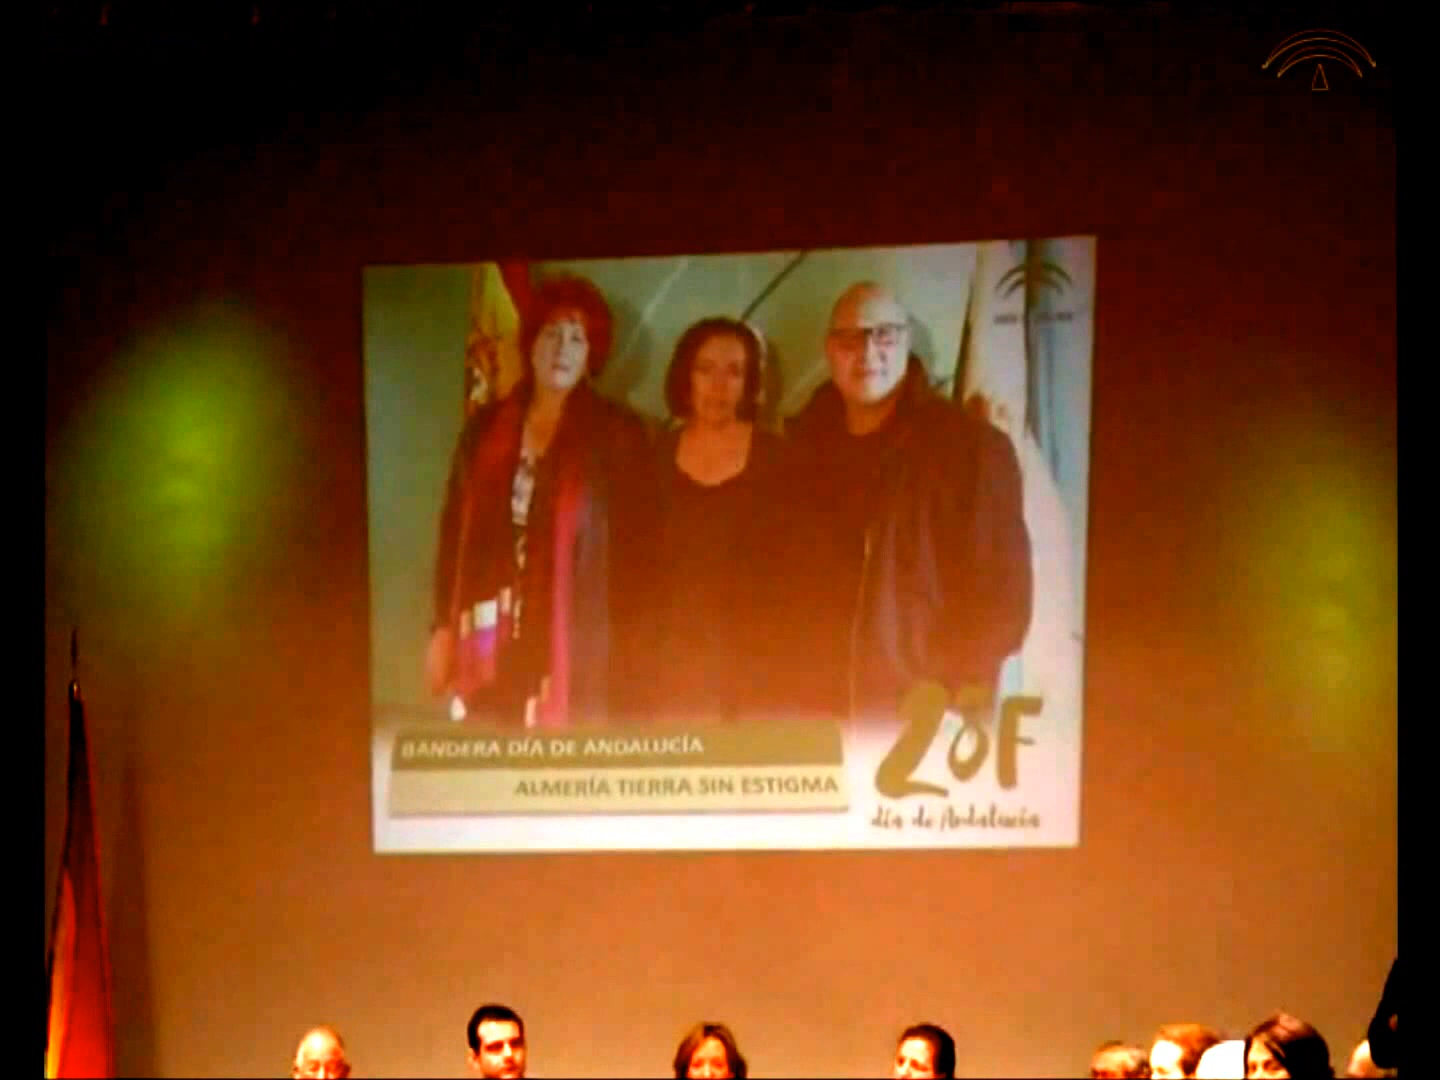 BANDERA DÍA DE ANDALUCÍA
ALMERÍA TIERRA SIN ESTIGMA
28F
día de Andalucía